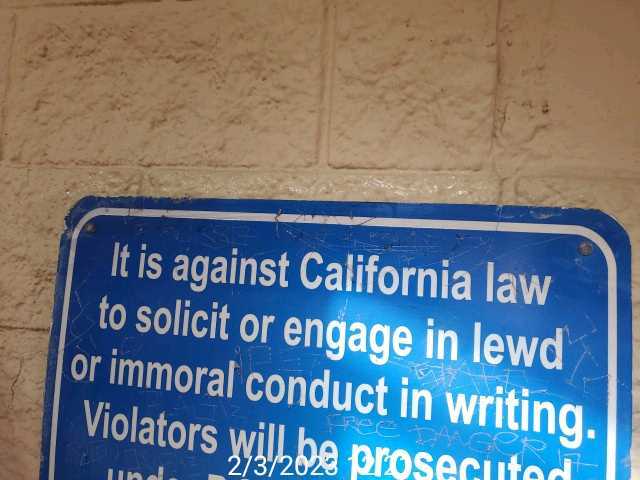 It is against California law
to solicit or engage in lewd
or immoral conduct in writing.
FREE
Violators will be prosecuted
under
2/3/2023